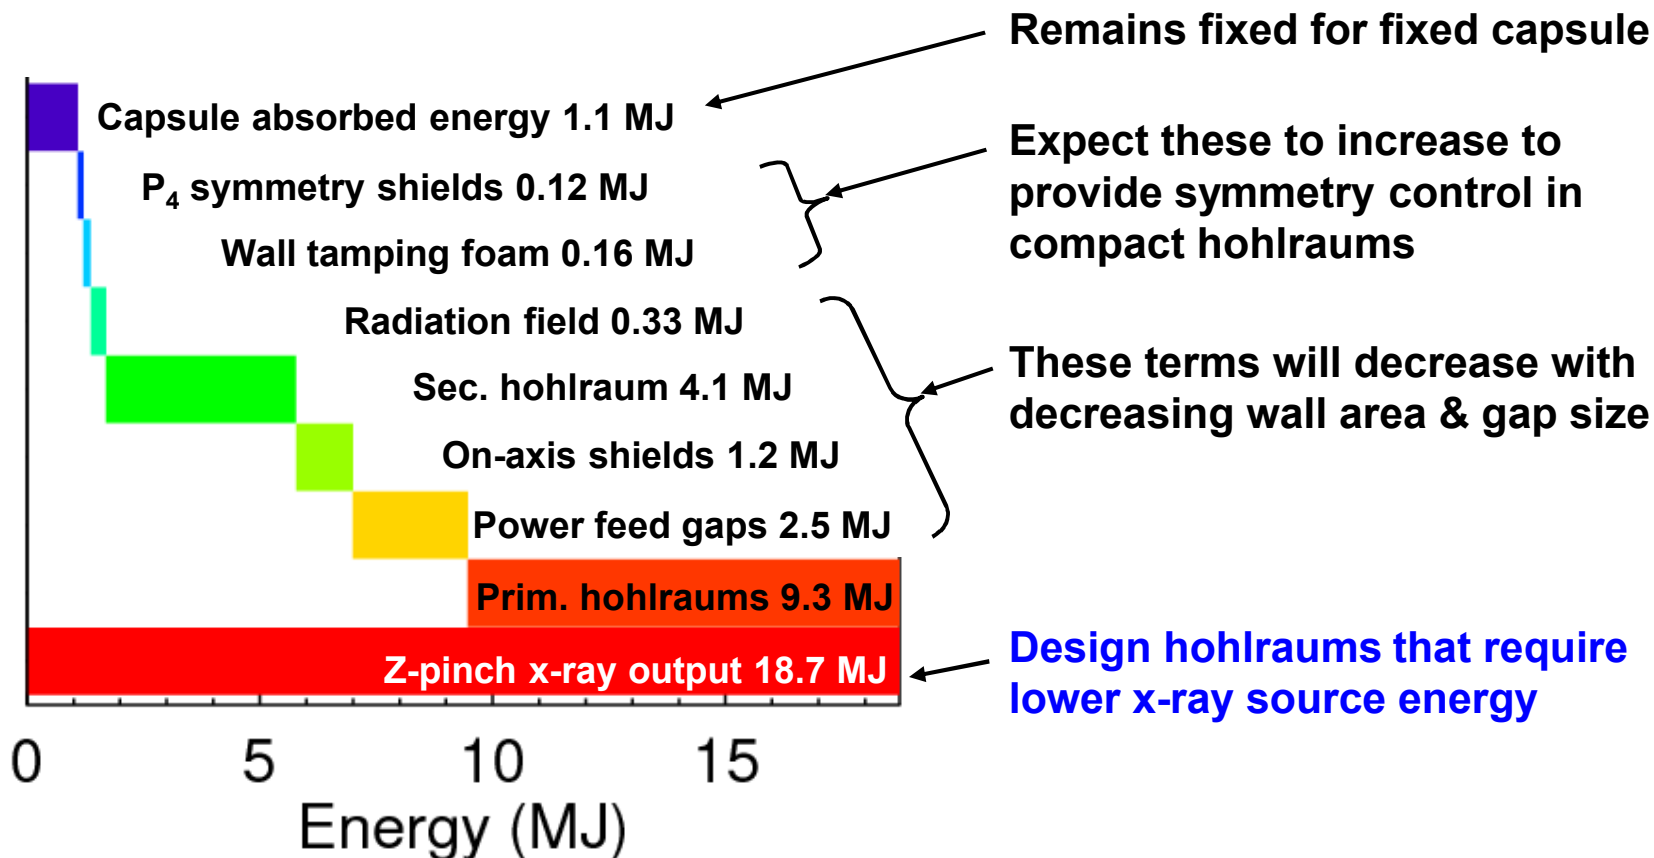 Remains fixed for fixed capsule
Capsule absorbed energy 1.1 MJ
Expect these to increase to
provide symmetry control in
compact hohlraums
P₄ symmetry shields 0.12 MJ
Wall tamping foam 0.16 MJ
Radiation field 0.33 MJ
These terms will decrease with
decreasing wall area & gap size
Sec. hohlraum 4.1 MJ
On-axis shields 1.2 MJ
Power feed gaps 2.5 MJ
Prim. hohlraums 9.3 MJ
Z-pinch x-ray output 18.7 MJ
Design hohlraums that require
lower x-ray source energy
0 5 10 15
Energy (MJ)